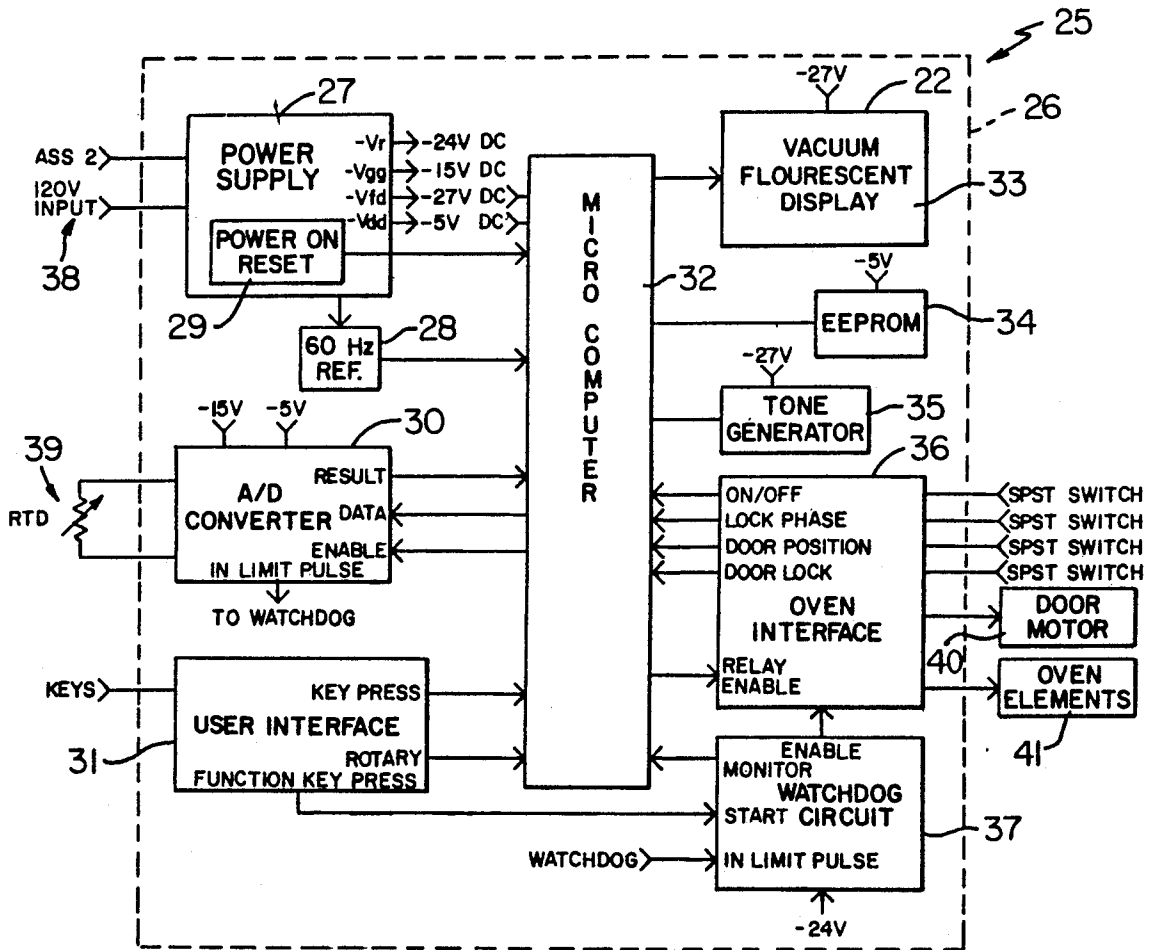 25
27
-27V
22
26
ASS 2
120V
INPUT
38
POWER
SUPPLY
-Vr
-24V DC
-Vgg
-15V DC
-Vfd
-27V DC
-Vdd
-5V DC
POWER ON
RESET
29
28
60 Hz
REF.
MICRO COMPUTER
32
VACUUM
FLOURESCENT
DISPLAY
33
-5V
EEPROM
34
-27V
TONE
GENERATOR
35
-15V
-5V
30
39
RTD
RESULT
A/D
CONVERTER
DATA
ENABLE
IN LIMIT PULSE
TO WATCHDOG
36
ON/OFF
LOCK PHASE
DOOR POSITION
DOOR LOCK
OVEN
INTERFACE
RELAY
ENABLE
SPST SWITCH
SPST SWITCH
SPST SWITCH
SPST SWITCH
DOOR
MOTOR
40
OVEN
ELEMENTS
41
KEYS
KEY PRESS
USER INTERFACE
ROTARY
FUNCTION KEY PRESS
31
ENABLE
MONITOR
WATCHDOG
START CIRCUIT
IN LIMIT PULSE
37
WATCHDOG
-24V